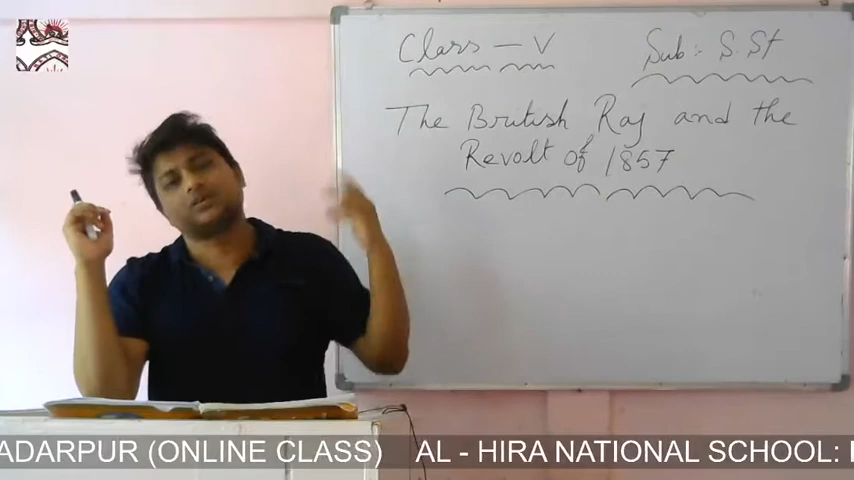 Class - V
Sub :- S.St
The British Raj and the
Revolt of 1857
ADARPUR (ONLINE CLASS) AL - HIRA NATIONAL SCHOOL: